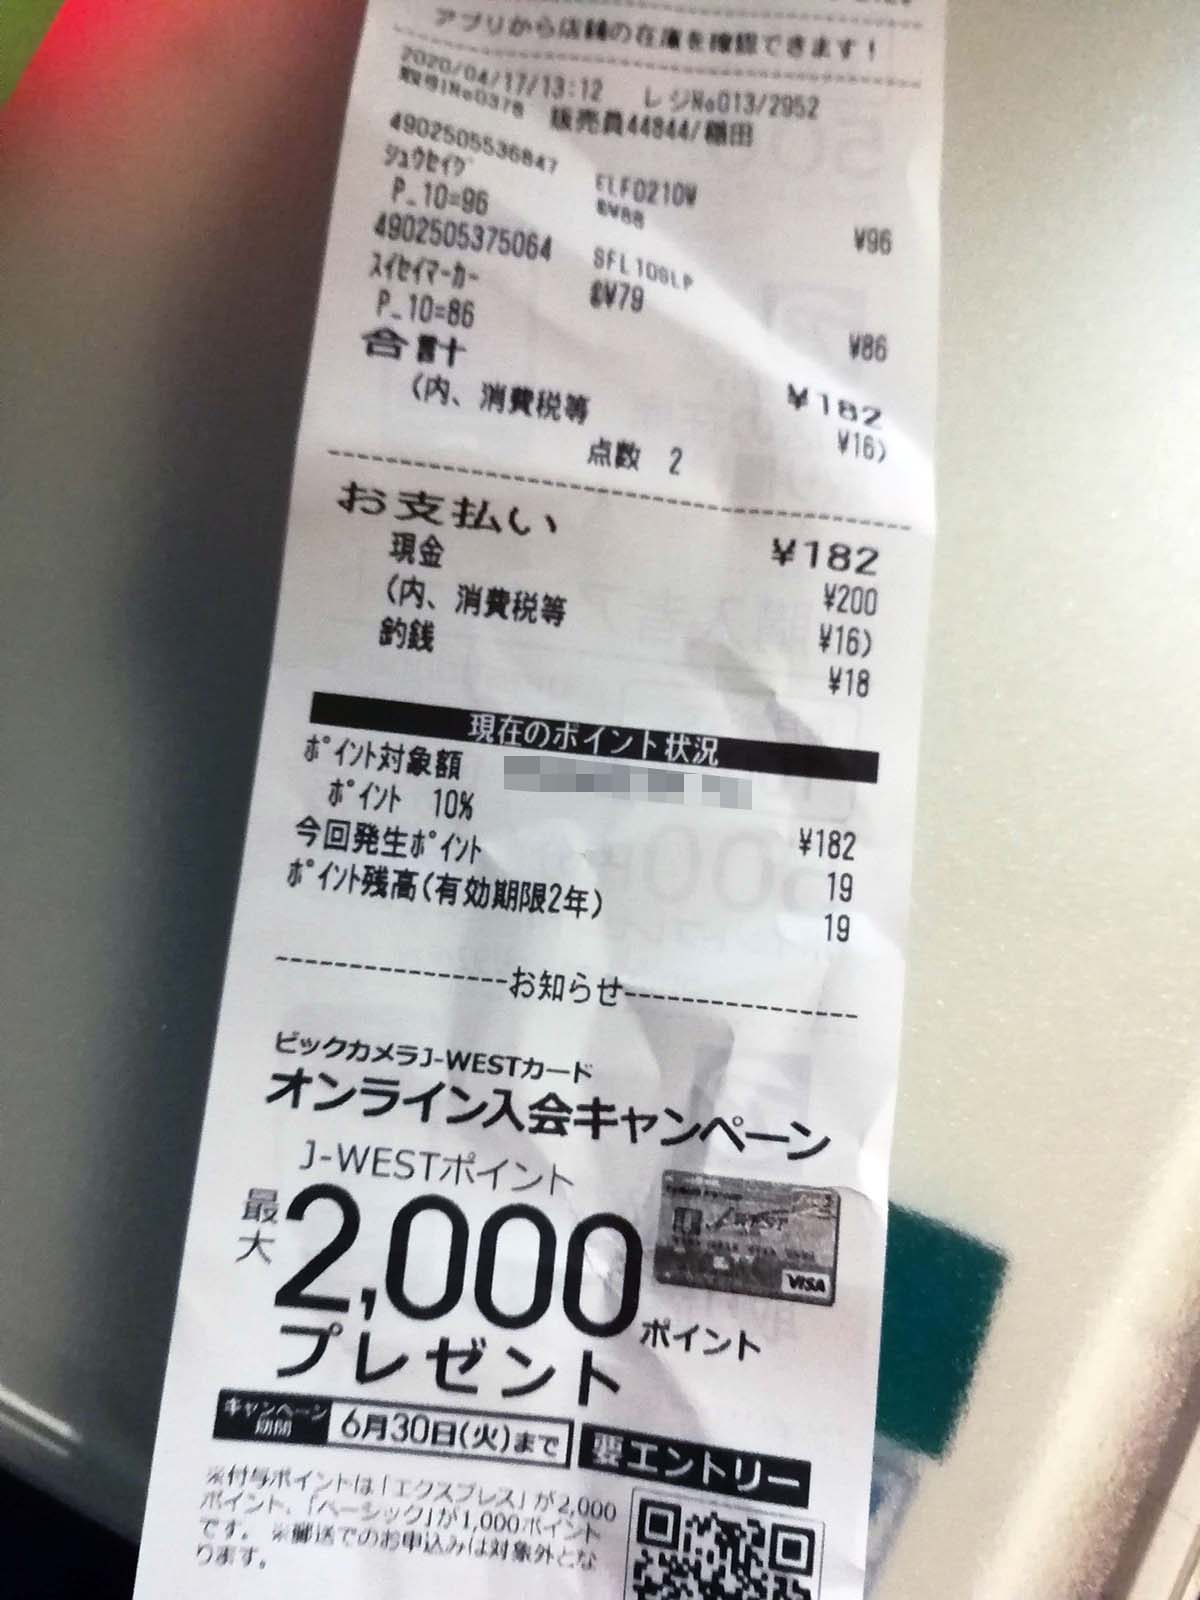 アプリから店舗の在庫を確認できます!
2020/04/17/13:12 レジNo013/2952
取引No0378 販売員44844/稲田
4902505536847
ジュウセイグ ELF0210W
P_10=96 @¥88 ¥96
4902505375064 SFL10SLP
スイセイマーカー @¥79
P_10=86 ¥86
合計 ¥182
(内、消費税等 ¥16)
点数 2
お支払い ¥182
現金 ¥200
(内、消費税等 ¥16)
釣銭 ¥18
現在のポイント状況
ポイント対象額 ¥182
ポイント 10% 19
今回発生ポイント 19
ポイント残高(有効期限2年)
お知らせ
ビックカメラJ-WESTカード
オンライン入会キャンペーン
J-WESTポイント
最大2,000ポイント
プレゼント
VISA
キャンペーン期間 6月30日(火)まで 要エントリー
※付与ポイントは「エクスプレス」が2,000
ポイント、「ベーシック」が1,000ポイント
です。 ※郵送でのお申込みは対象外とな
ります。